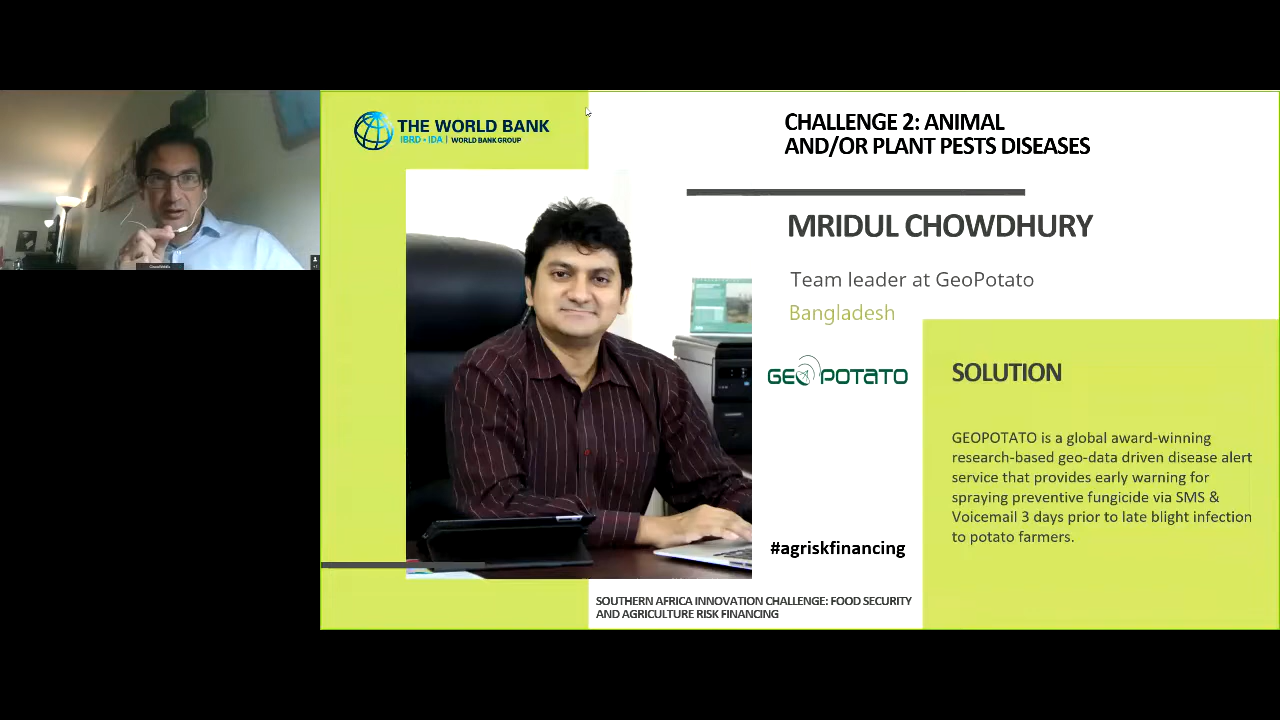 THE WORLD BANK
IBRD • IDA | WORLD BANK GROUP
CHALLENGE 2: ANIMAL
AND/OR PLANT PESTS DISEASES
MRIDUL CHOWDHURY
Team leader at GeoPotato
Bangladesh
GEOPOTATO
SOLUTION
GEOPOTATO is a global award-winning
research-based geo-data driven disease alert
service that provides early warning for
spraying preventive fungicide via SMS &
Voicemail 3 days prior to late blight infection
to potato farmers.
#agriskfinancing
SOUTHERN AFRICA INNOVATION CHALLENGE: FOOD SECURITY
AND AGRICULTURE RISK FINANCING